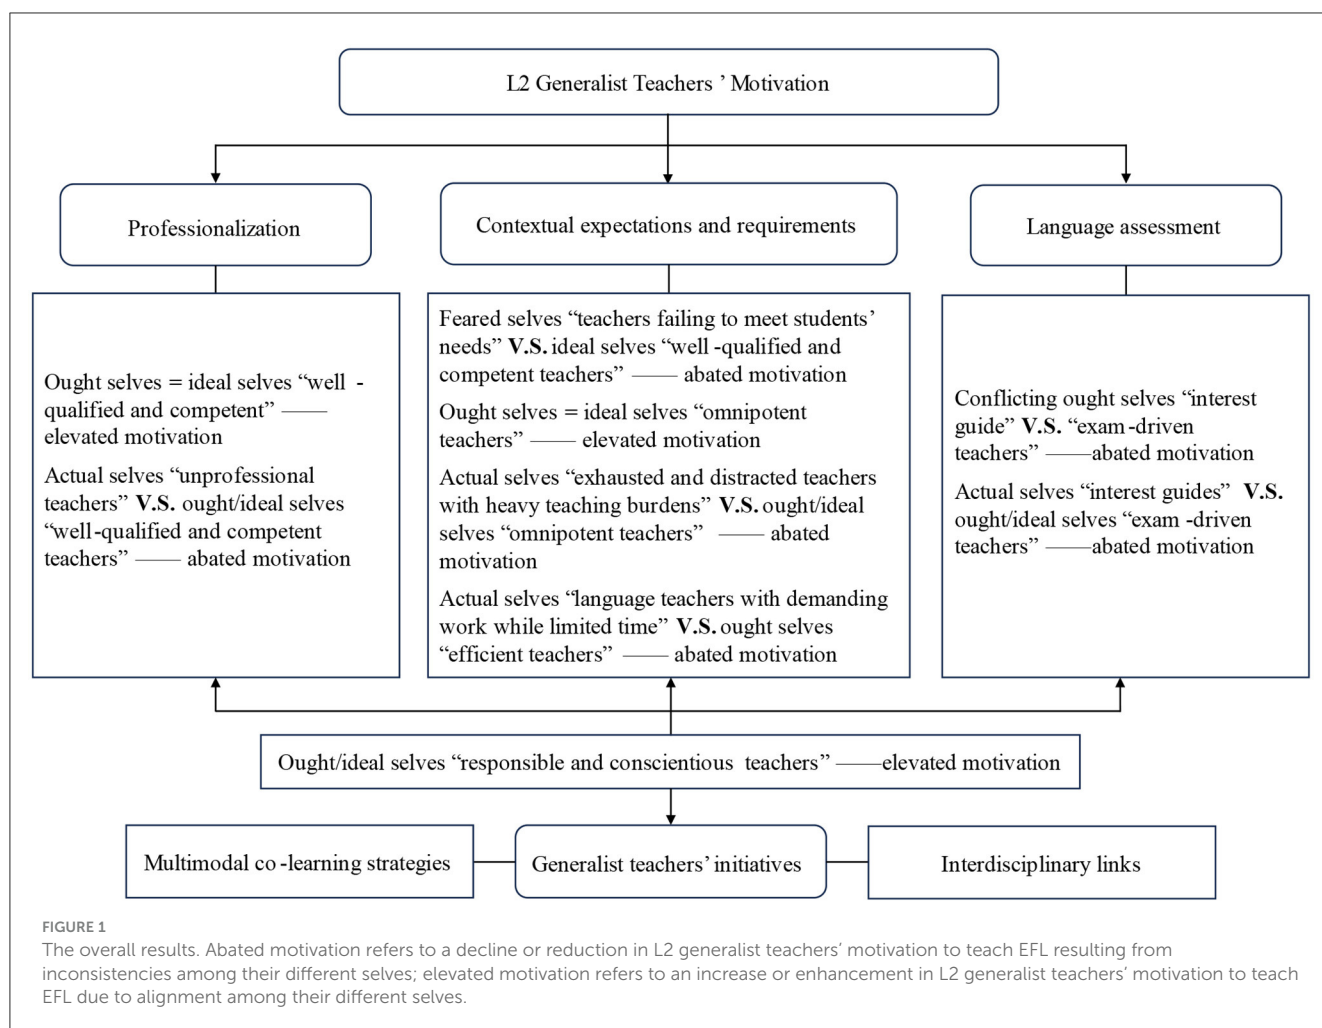 L2 Generalist Teachers’ Motivation
Professionalization
Contextual expectations and requirements
Language assessment
Ought selves = ideal selves “well-
qualified and competent” ——
elevated motivation
Actual selves “unprofessional
teachers” V.S. ought/ideal selves
“well-qualified and competent
teachers” —— abated motivation
Feared selves “teachers failing to meet students’
needs” V.S. ideal selves “well-qualified and
competent teachers” —— abated motivation
Ought selves = ideal selves “omnipotent
teachers” —— elevated motivation
Actual selves “exhausted and distracted teachers
with heavy teaching burdens” V.S. ought/ideal
selves “omnipotent teachers” —— abated
motivation
Actual selves “language teachers with demanding
work while limited time” V.S. ought selves
“efficient teachers” —— abated motivation
Conflicting ought selves “interest
guide” V.S. “exam-driven
teachers” ——abated motivation
Actual selves “interest guides” V.S.
ought/ideal selves “exam-driven
teachers” ——abated motivation
Ought/ideal selves “responsible and conscientious teachers” ——elevated motivation
Multimodal co-learning strategies
Generalist teachers’ initiatives
Interdisciplinary links
FIGURE 1
The overall results. Abated motivation refers to a decline or reduction in L2 generalist teachers’ motivation to teach EFL resulting from
inconsistencies among their different selves; elevated motivation refers to an increase or enhancement in L2 generalist teachers’ motivation to teach
EFL due to alignment among their different selves.